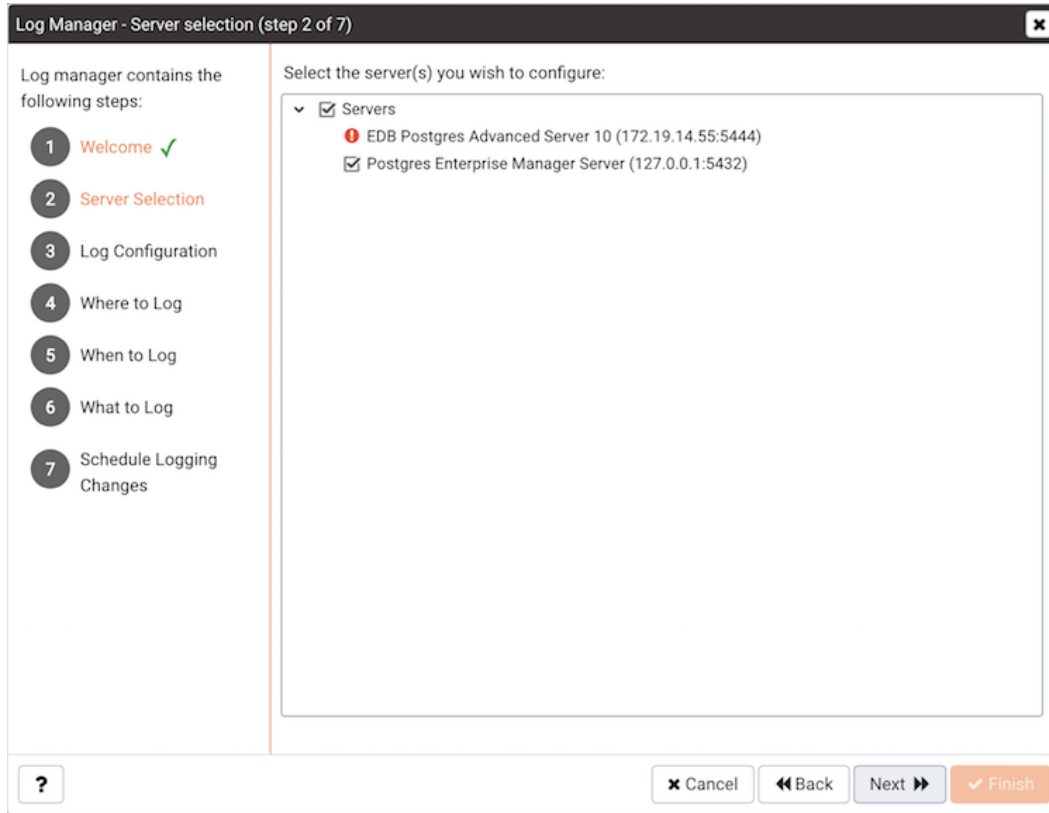 Log Manager - Server selection (step 2 of 7)
Log manager contains the
following steps:
1 Welcome
2 Server Selection
3 Log Configuration
4 Where to Log
5 When to Log
6 What to Log
7 Schedule Logging
Changes
Select the server(s) you wish to configure:
Servers
EDB Postgres Advanced Server 10 (172.19.14.55:5444)
Postgres Enterprise Manager Server (127.0.0.1:5432)
? Cancel Back Next Finish